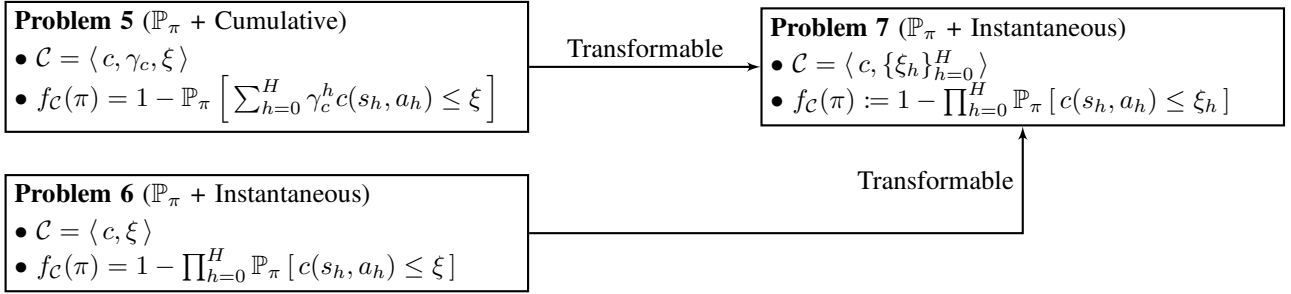 Problem 5 (ℙ_π + Cumulative)
• 𝒞 = ⟨ c, γ_c, ξ ⟩
• f_𝒞(π) = 1 − ℙ_π [ ∑_{h=0}^{H} γ_c^h c(s_h, a_h) ≤ ξ ]
Transformable
Problem 7 (ℙ_π + Instantaneous)
• 𝒞 = ⟨ c, {ξ_h}_{h=0}^{H} ⟩
• f_𝒞(π) := 1 − ∏_{h=0}^{H} ℙ_π [ c(s_h, a_h) ≤ ξ_h ]
Problem 6 (ℙ_π + Instantaneous)
• 𝒞 = ⟨ c, ξ ⟩
• f_𝒞(π) = 1 − ∏_{h=0}^{H} ℙ_π [ c(s_h, a_h) ≤ ξ ]
Transformable